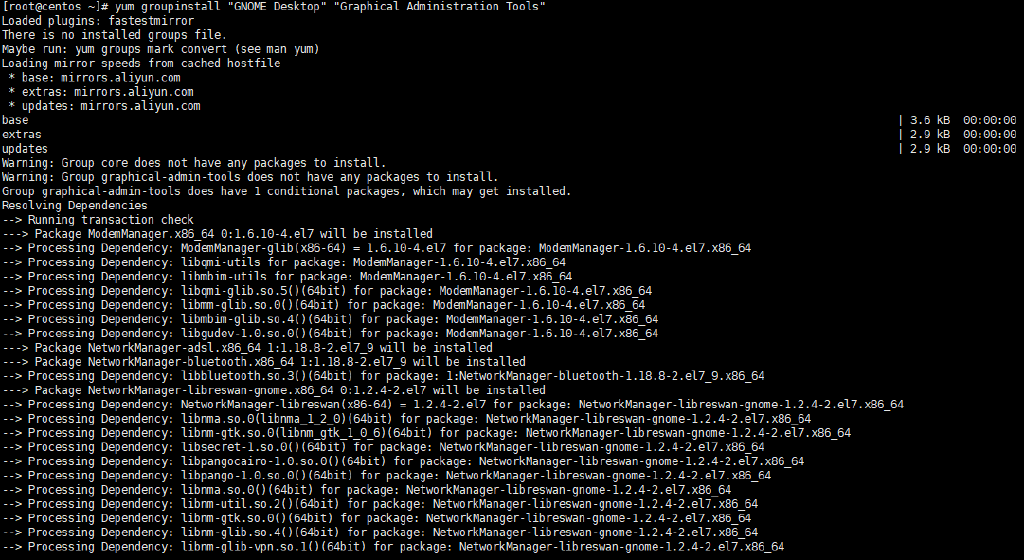 [root@centos ~]# yum groupinstall "GNOME Desktop" "Graphical Administration Tools"
Loaded plugins: fastestmirror
There is no installed groups file.
Maybe run: yum groups mark convert (see man yum)
Loading mirror speeds from cached hostfile
 * base: mirrors.aliyun.com
 * extras: mirrors.aliyun.com
 * updates: mirrors.aliyun.com
base | 3.6 kB 00:00:00
extras | 2.9 kB 00:00:00
updates | 2.9 kB 00:00:00
Warning: Group core does not have any packages to install.
Warning: Group graphical-admin-tools does not have any packages to install.
Group graphical-admin-tools does have 1 conditional packages, which may get installed.
Resolving Dependencies
--> Running transaction check
---> Package ModemManager.x86_64 0:1.6.10-4.el7 will be installed
--> Processing Dependency: ModemManager-glib(x86-64) = 1.6.10-4.el7 for package: ModemManager-1.6.10-4.el7.x86_64
--> Processing Dependency: libqmi-utils for package: ModemManager-1.6.10-4.el7.x86_64
--> Processing Dependency: libmbim-utils for package: ModemManager-1.6.10-4.el7.x86_64
--> Processing Dependency: libqmi-glib.so.5()(64bit) for package: ModemManager-1.6.10-4.el7.x86_64
--> Processing Dependency: libmm-glib.so.0()(64bit) for package: ModemManager-1.6.10-4.el7.x86_64
--> Processing Dependency: libmbim-glib.so.4()(64bit) for package: ModemManager-1.6.10-4.el7.x86_64
--> Processing Dependency: libgudev-1.0.so.0()(64bit) for package: ModemManager-1.6.10-4.el7.x86_64
---> Package NetworkManager-adsl.x86_64 1:1.18.8-2.el7_9 will be installed
---> Package NetworkManager-bluetooth.x86_64 1:1.18.8-2.el7_9 will be installed
--> Processing Dependency: libbluetooth.so.3()(64bit) for package: 1:NetworkManager-bluetooth-1.18.8-2.el7_9.x86_64
---> Package NetworkManager-libreswan-gnome.x86_64 0:1.2.4-2.el7 will be installed
--> Processing Dependency: NetworkManager-libreswan(x86-64) = 1.2.4-2.el7 for package: NetworkManager-libreswan-gnome-1.2.4-2.el7.x86_64
--> Processing Dependency: libnma.so.0(libnma_1_2_0)(64bit) for package: NetworkManager-libreswan-gnome-1.2.4-2.el7.x86_64
--> Processing Dependency: libnm-gtk.so.0(libnm_gtk_1_0_6)(64bit) for package: NetworkManager-libreswan-gnome-1.2.4-2.el7.x86_64
--> Processing Dependency: libsecret-1.so.0()(64bit) for package: NetworkManager-libreswan-gnome-1.2.4-2.el7.x86_64
--> Processing Dependency: libpangocairo-1.0.so.0()(64bit) for package: NetworkManager-libreswan-gnome-1.2.4-2.el7.x86_64
--> Processing Dependency: libpango-1.0.so.0()(64bit) for package: NetworkManager-libreswan-gnome-1.2.4-2.el7.x86_64
--> Processing Dependency: libnma.so.0()(64bit) for package: NetworkManager-libreswan-gnome-1.2.4-2.el7.x86_64
--> Processing Dependency: libnm-util.so.2()(64bit) for package: NetworkManager-libreswan-gnome-1.2.4-2.el7.x86_64
--> Processing Dependency: libnm-gtk.so.0()(64bit) for package: NetworkManager-libreswan-gnome-1.2.4-2.el7.x86_64
--> Processing Dependency: libnm-glib.so.4()(64bit) for package: NetworkManager-libreswan-gnome-1.2.4-2.el7.x86_64
--> Processing Dependency: libnm-glib-vpn.so.1()(64bit) for package: NetworkManager-libreswan-gnome-1.2.4-2.el7.x86_64